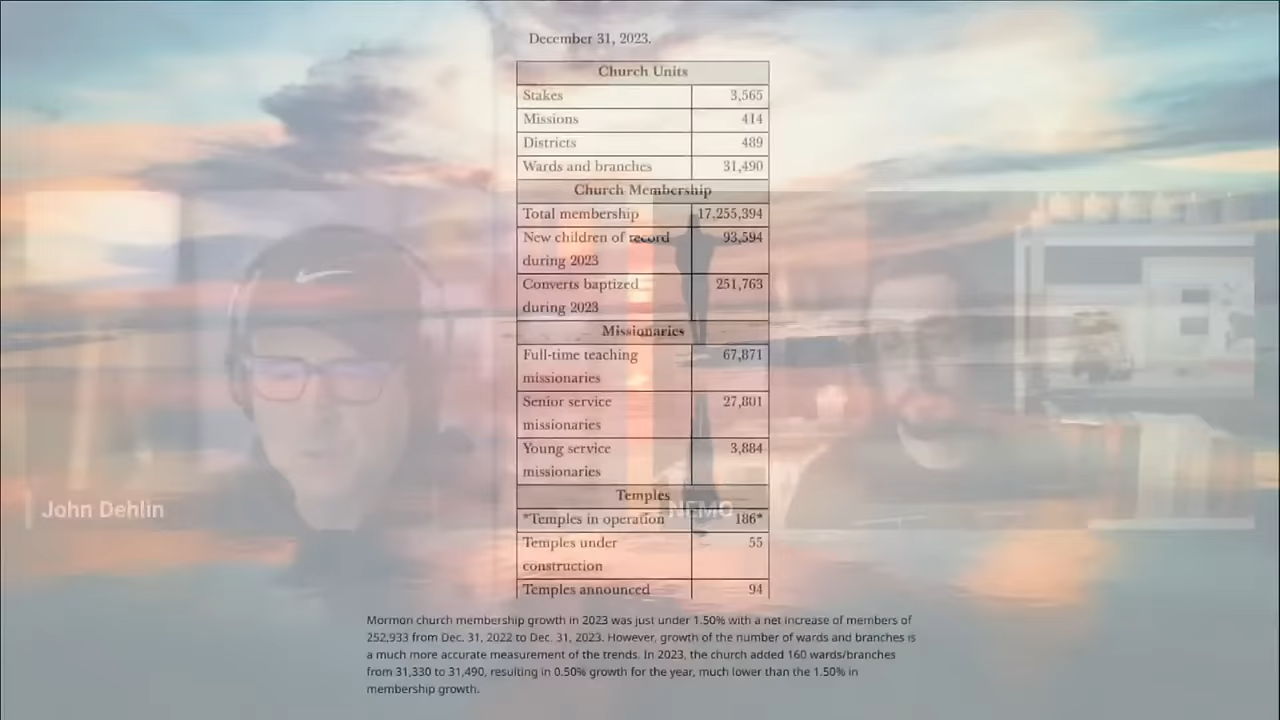 December 31, 2023.
Church Units
Stakes 3,565
Missions 414
Districts 489
Wards and branches 31,490
Church Membership
Total membership 17,255,394
New children of record 93,594
during 2023
Converts baptized 251,763
during 2023
Missionaries
Full-time teaching 67,871
missionaries
Senior service 27,801
missionaries
Young service 3,884
missionaries
Temples
*Temples in operation 186*
Temples under 55
construction
Temples announced 94
John Dehlin
NEMO
Mormon church membership growth in 2023 was just under 1.50% with a net increase of members of
252,933 from Dec. 31, 2022 to Dec. 31, 2023. However, growth of the number of wards and branches is
a much more accurate measurement of the trends. In 2023, the church added 160 wards/branches
from 31,330 to 31,490, resulting in 0.50% growth for the year, much lower than the 1.50% in
membership growth.